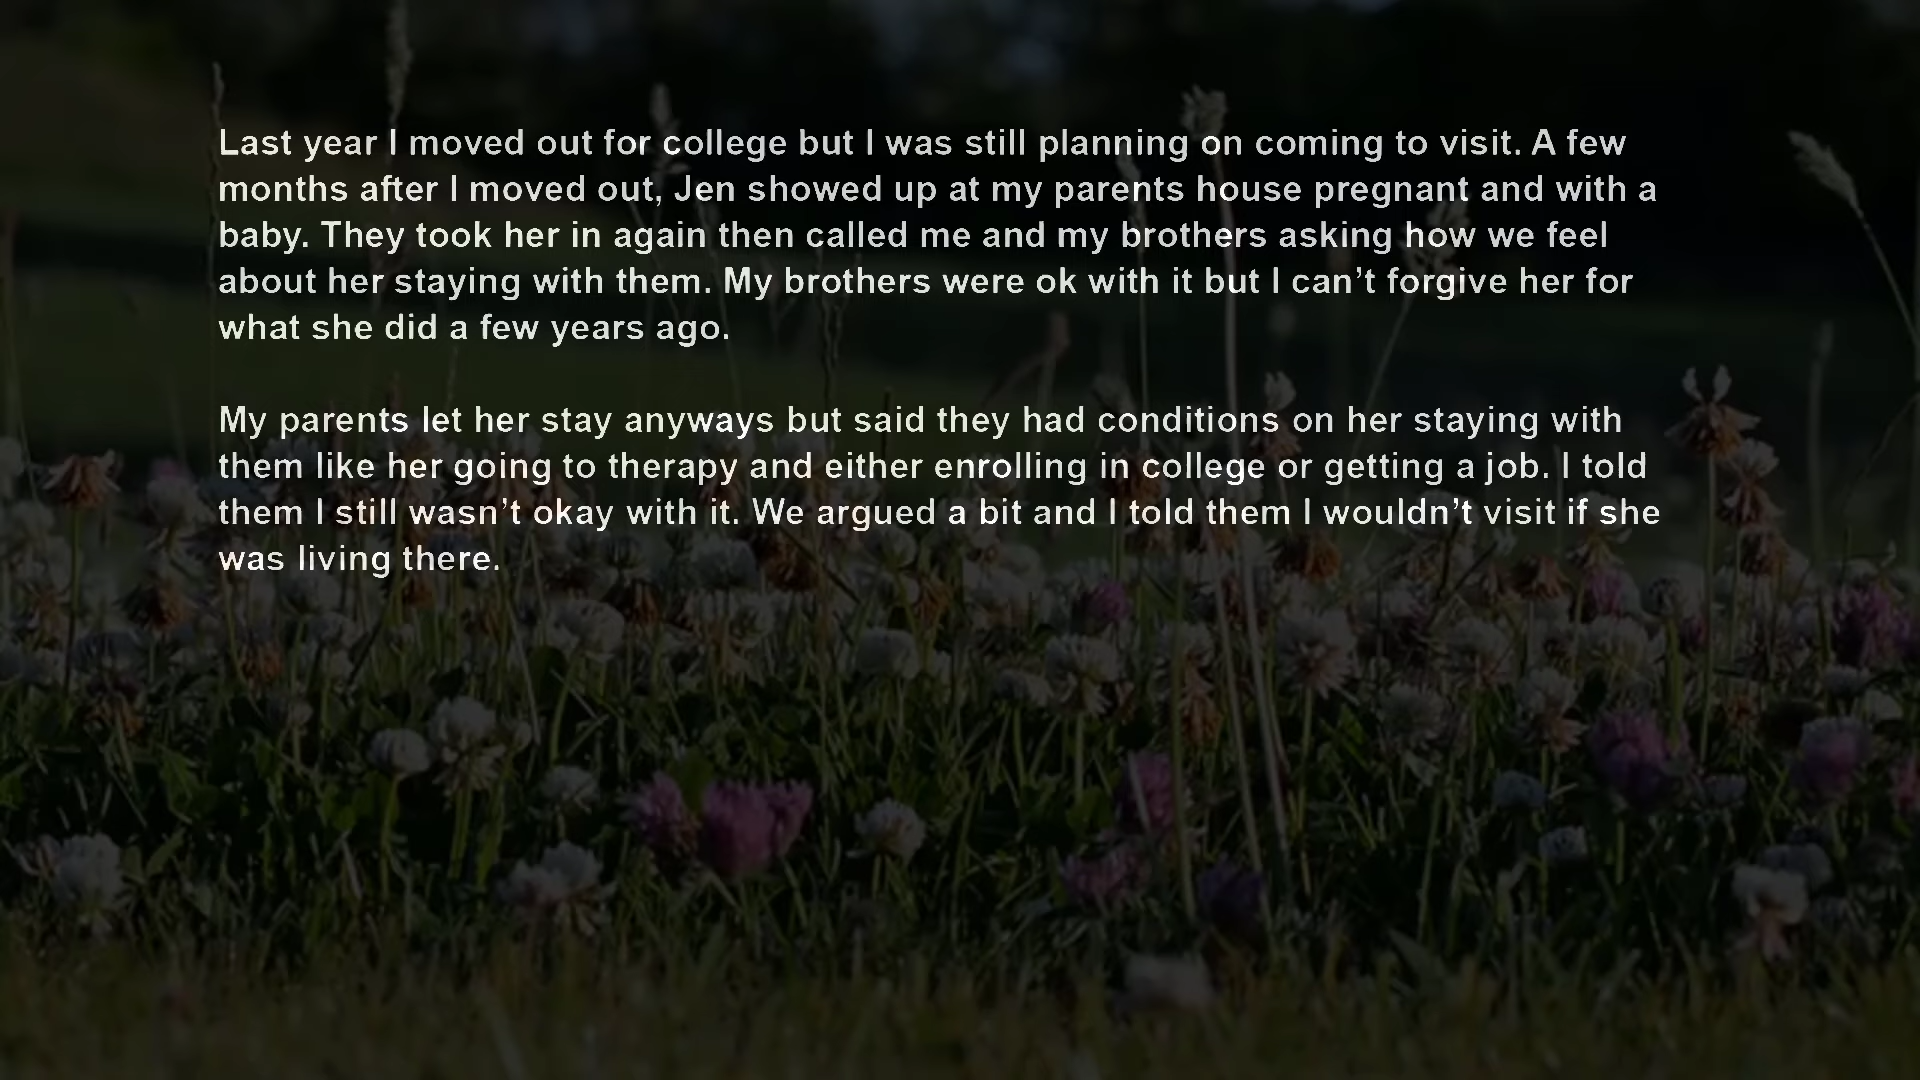 Last year I moved out for college but I was still planning on coming to visit. A few
months after I moved out, Jen showed up at my parents house pregnant and with a
baby. They took her in again then called me and my brothers asking how we feel
about her staying with them. My brothers were ok with it but I can’t forgive her for
what she did a few years ago.
My parents let her stay anyways but said they had conditions on her staying with
them like her going to therapy and either enrolling in college or getting a job. I told
them I still wasn’t okay with it. We argued a bit and I told them I wouldn’t visit if she
was living there.